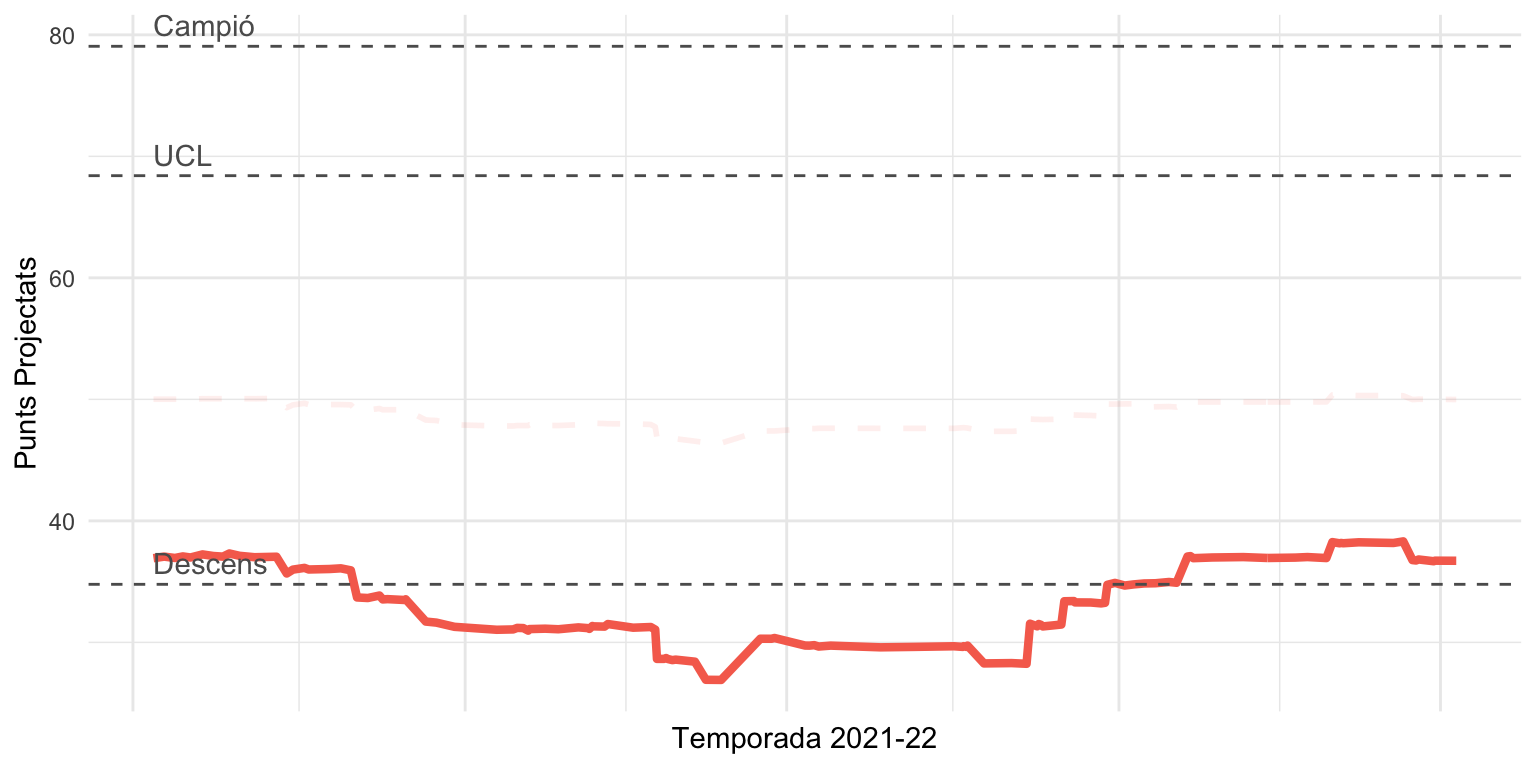 Campió
80
UCL
60
Punts Projectats
40
Descens
Temporada 2021-22